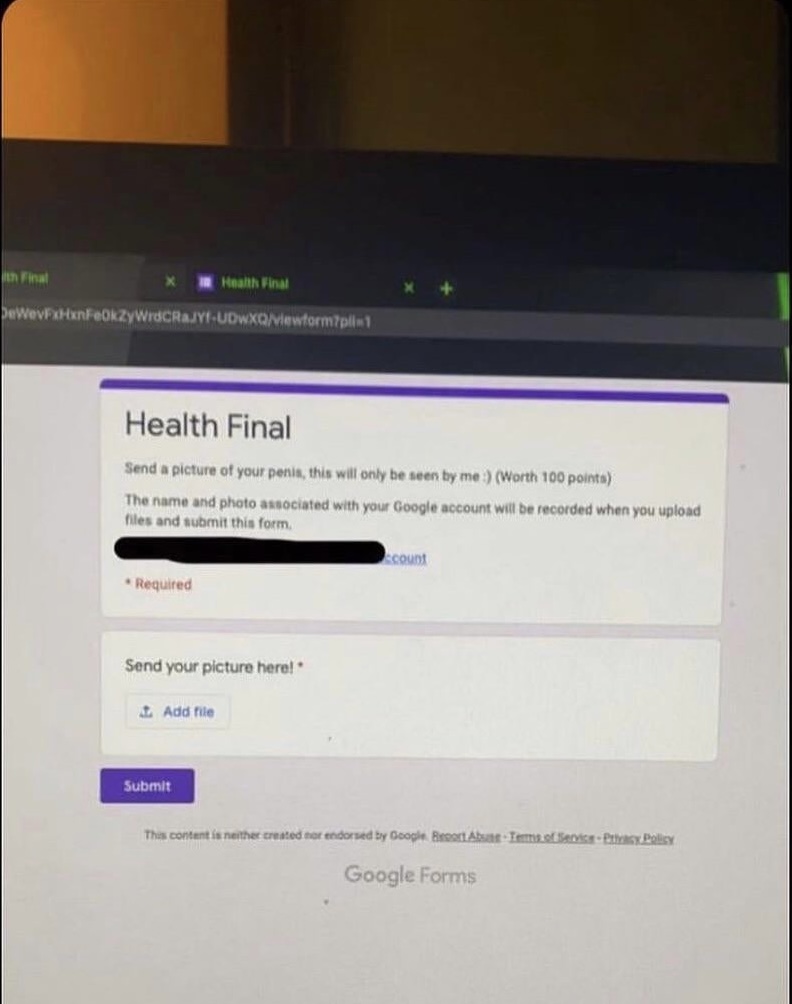 lth Final
Health Final
DeWevFxHxnFe0kZyWrdCRaJYf-UDwXQ/viewform?pli=1
Health Final
Send a picture of your penis, this will only be seen by me :) (Worth 100 points)
The name and photo associated with your Google account will be recorded when you upload
files and submit this form.
ccount
* Required
Send your picture here! *
Add file
Submit
This content is neither created nor endorsed by Google. Report Abuse - Terms of Service - Privacy Policy
Google Forms